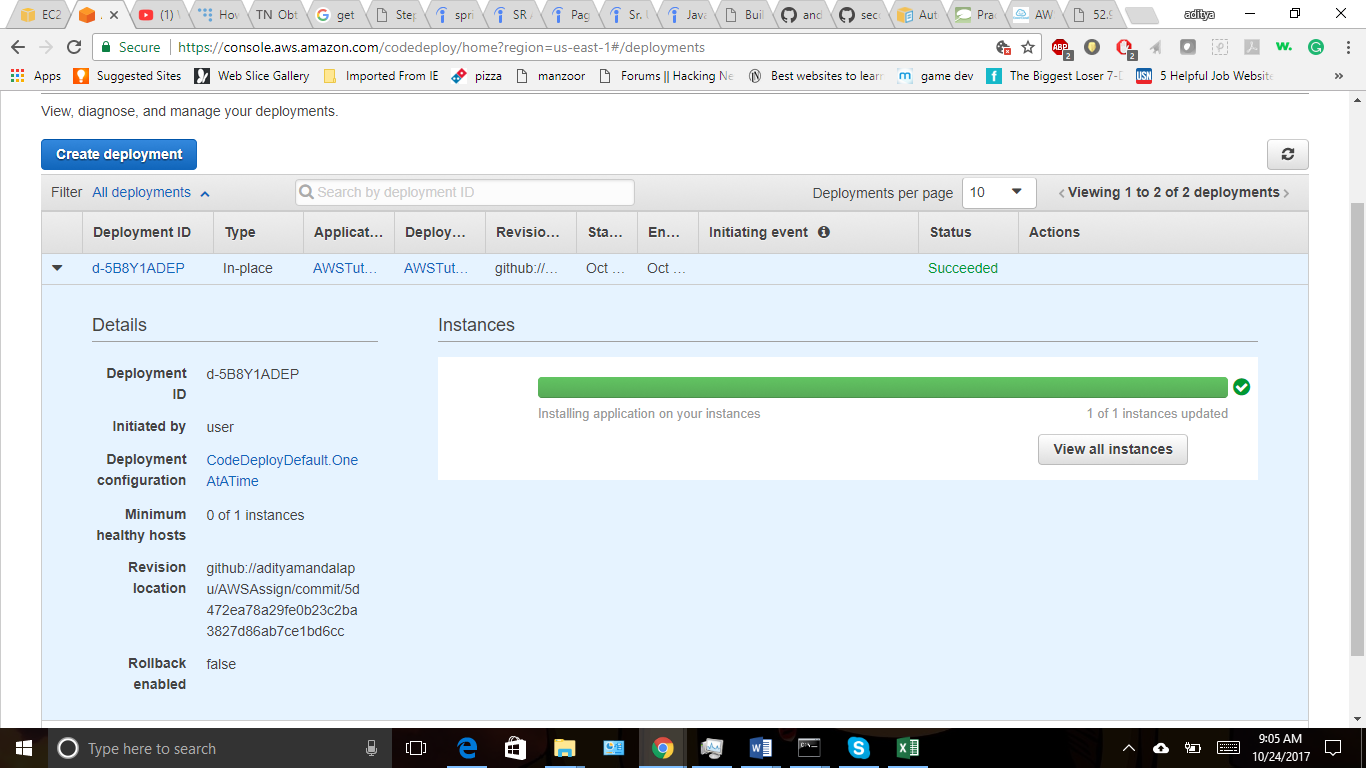 EC2
(1)
How
TN Obt
get
Step
spri
SR
Pag
Sr.
Java
Buil
and
sec
Aut
Prac
AW
52.9
aditya
Secure https://console.aws.amazon.com/codedeploy/home?region=us-east-1#/deployments
ABP 2 2 w.
Apps Suggested Sites Web Slice Gallery Imported From IE pizza manzoor Forums || Hacking Ne Best websites to learn game dev The Biggest Loser 7-D USN 5 Helpful Job Website »
View, diagnose, and manage your deployments.
Create deployment
Filter All deployments Search by deployment ID Deployments per page 10 Viewing 1 to 2 of 2 deployments
Deployment ID Type Applicat... Deploy... Revisio... Sta... En... Initiating event Status Actions
d-5B8Y1ADEP In-place AWSTut... AWSTut... github://... Oct ... Oct ... Succeeded
Details
Instances
Deployment ID d-5B8Y1ADEP
Installing application on your instances 1 of 1 instances updated
View all instances
Initiated by user
Deployment CodeDeployDefault.One
configuration AtATime
Minimum 0 of 1 instances
healthy hosts
Revision github://adityamandalap
location u/AWSAssign/commit/5d
472ea78a29fe0b23c2ba
3827d86ab7ce1bd6cc
Rollback false
enabled
Type here to search
9:05 AM
10/24/2017